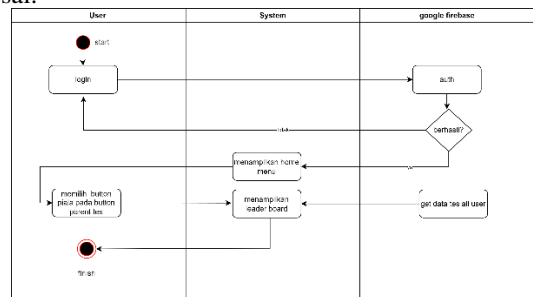 sar.
User
System
google firebase
start
login
auth
berhasil?
tidak
ya
menampilkan home
menu
memilih button
piala pada button
parent tes
menampilkan
leader board
get data tes all user
finish